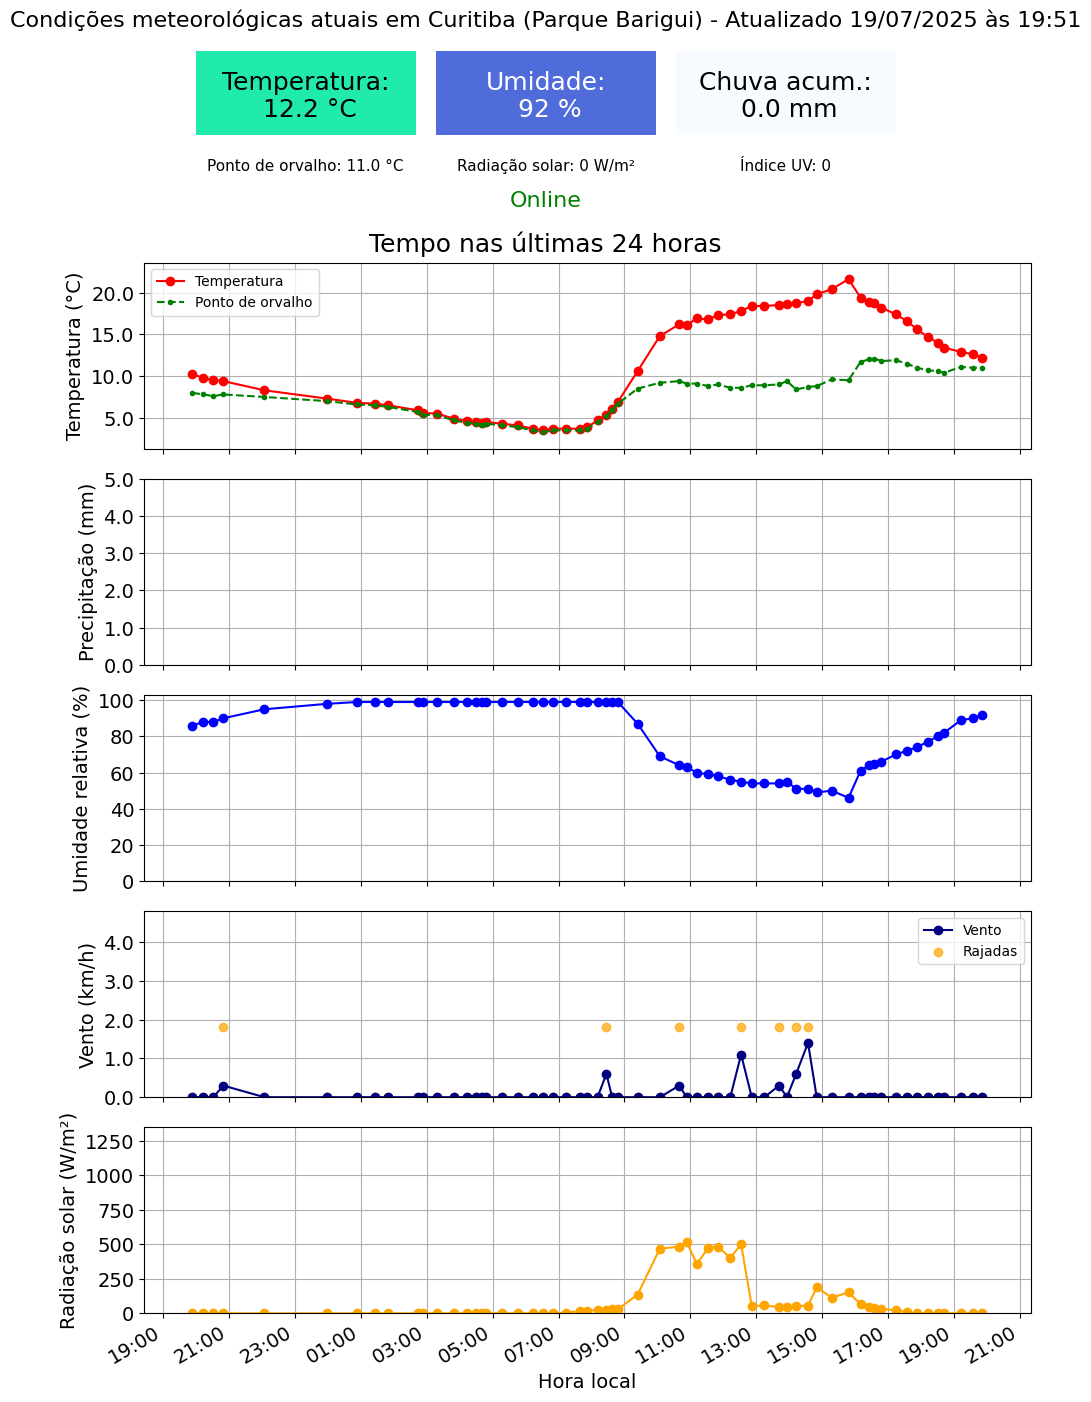 Condições meteorológicas atuais em Curitiba (Parque Barigui) - Atualizado 19/07/2025 às 19:51
Temperatura:
12.2 °C
Umidade:
92 %
Chuva acum.:
0.0 mm
Ponto de orvalho: 11.0 °C
Radiação solar: 0 W/m²
Índice UV: 0
Online
Tempo nas últimas 24 horas
Temperatura (°C)
20.0
15.0
10.0
5.0
Temperatura
Ponto de orvalho
Precipitação (mm)
5.0
4.0
3.0
2.0
1.0
0.0
Umidade relativa (%)
100
80
60
40
20
0
Vento (km/h)
4.0
3.0
2.0
1.0
0.0
Vento
Rajadas
Radiação solar (W/m²)
1250
1000
750
500
250
0
19:00
21:00
23:00
01:00
03:00
05:00
07:00
09:00
11:00
13:00
15:00
17:00
19:00
21:00
Hora local